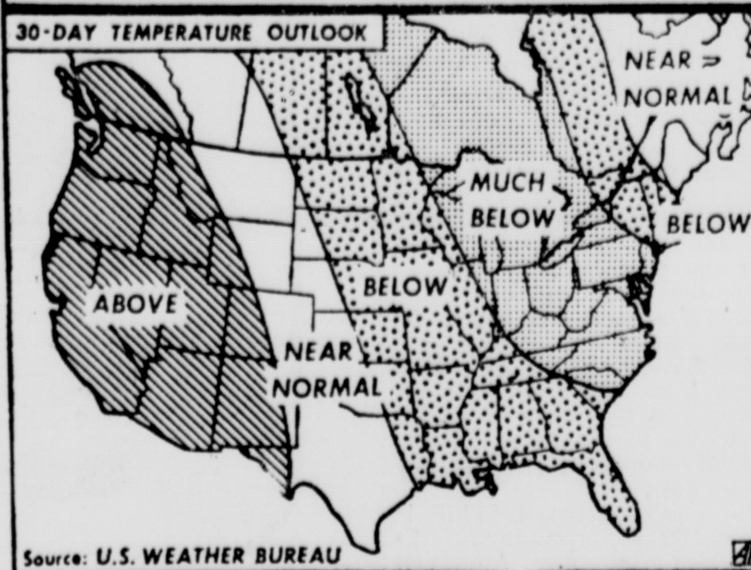 30-DAY TEMPERATURE OUTLOOK
NEAR
NORMAL
MUCH
BELOW
BELOW
BELOW
ABOVE
NEAR
NORMAL
Source: U.S. WEATHER BUREAU